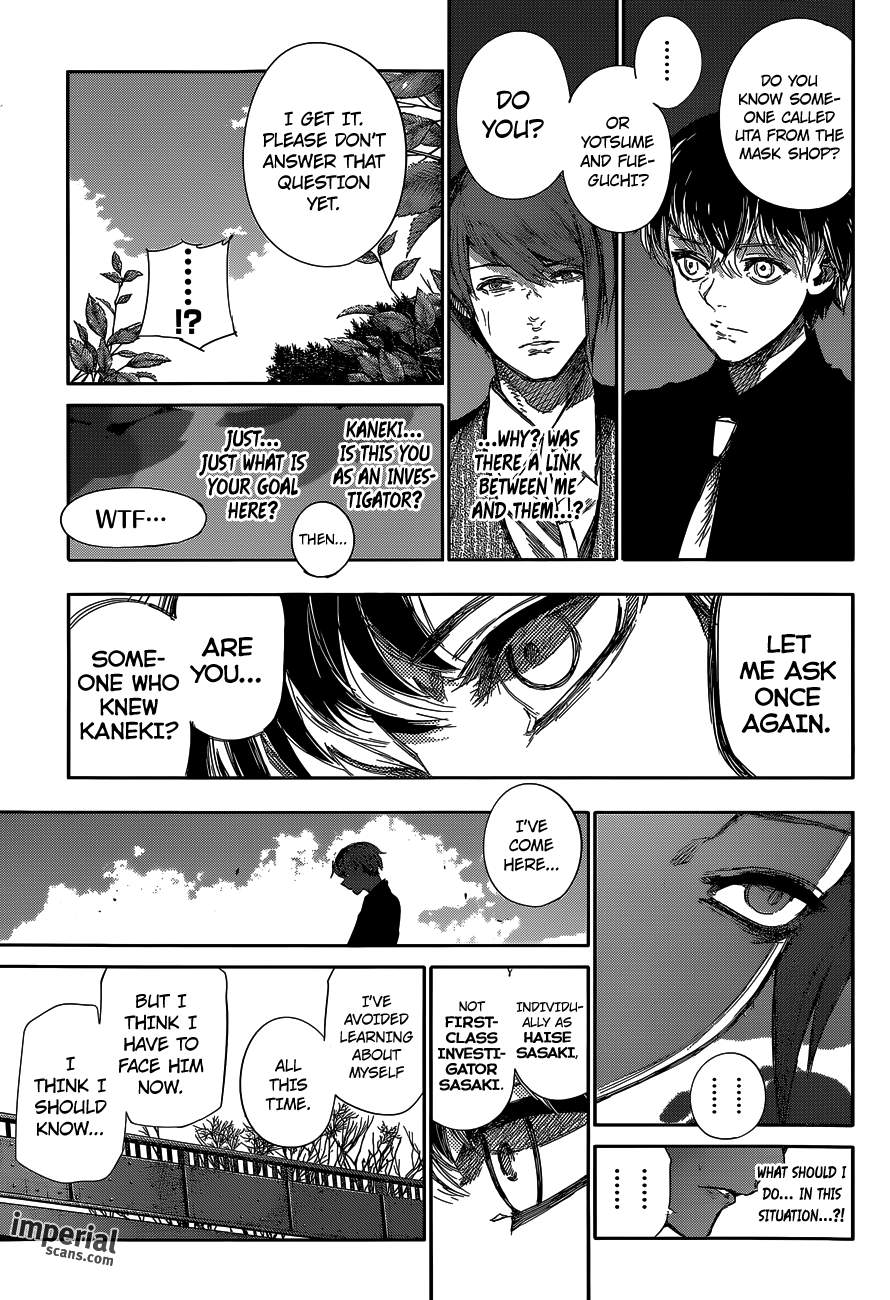 DO YOU
KNOW SOME-
ONE CALLED
UTA FROM THE
MASK SHOP?
......
OR
YOTSUME
AND FUE-
GUCHI?
DO
YOU?
...WHY? WAS
THERE A LINK
BETWEEN ME
AND THEM...!?
I GET IT.
PLEASE DON'T
ANSWER THAT
QUESTION
YET.
......
!?
KANEKI...
IS THIS YOU
AS AN INVES-
TIGATOR?
JUST...
JUST WHAT IS
YOUR GOAL
HERE?
THEN...
WTF...
LET
ME ASK
ONCE
AGAIN.
ARE
YOU...
SOME-
ONE WHO
KNEW
KANEKI?
......
......
WHAT SHOULD I
DO... IN THIS
SITUATION...?!
I'VE
COME
HERE...
INDIVIDU-
ALLY AS
HAISE
SASAKI,
NOT
FIRST-
CLASS
INVESTI-
GATOR
SASAKI.
I'VE
AVOIDED
LEARNING
ABOUT
MYSELF
ALL
THIS
TIME.
BUT I
THINK I
HAVE TO
FACE HIM
NOW.
I
THINK I
SHOULD
KNOW...
imperial
scans.com